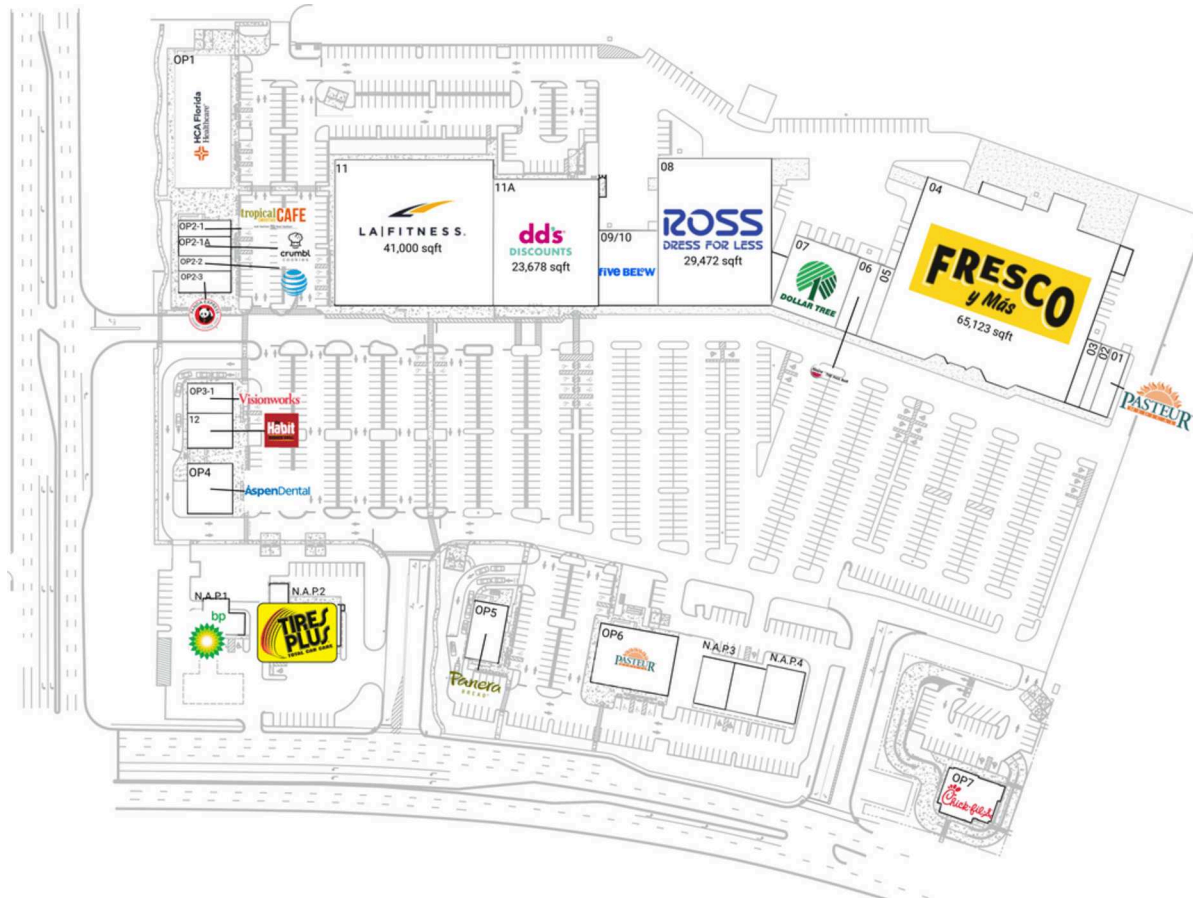 OP1
HCA Florida
Healthcare
OP2-1
OP2-1A
OP2-2
OP2-3
tropical CAFE
crumbl
COOKIES
11
LA|FITNESS.
41,000 sqft
11A
dd's
DISCOUNTS
23,678 sqft
09/10
five BELOW
08
ROSS
DRESS FOR LESS
29,472 sqft
07
DOLLAR TREE
06
05
04
FRESCO
y Más
65,123 sqft
03
02
01
PASTEUR
OP3-1
Visionworks
12
Habit
OP4
AspenDental
N.A.P.1
bp
N.A.P.2
TIRES
PLUS
TOTAL CAR CARE
OP5
Panera
BREAD
OP6
PASTEUR
N.A.P.3
N.A.P.4
OP7
Chick-fil-A